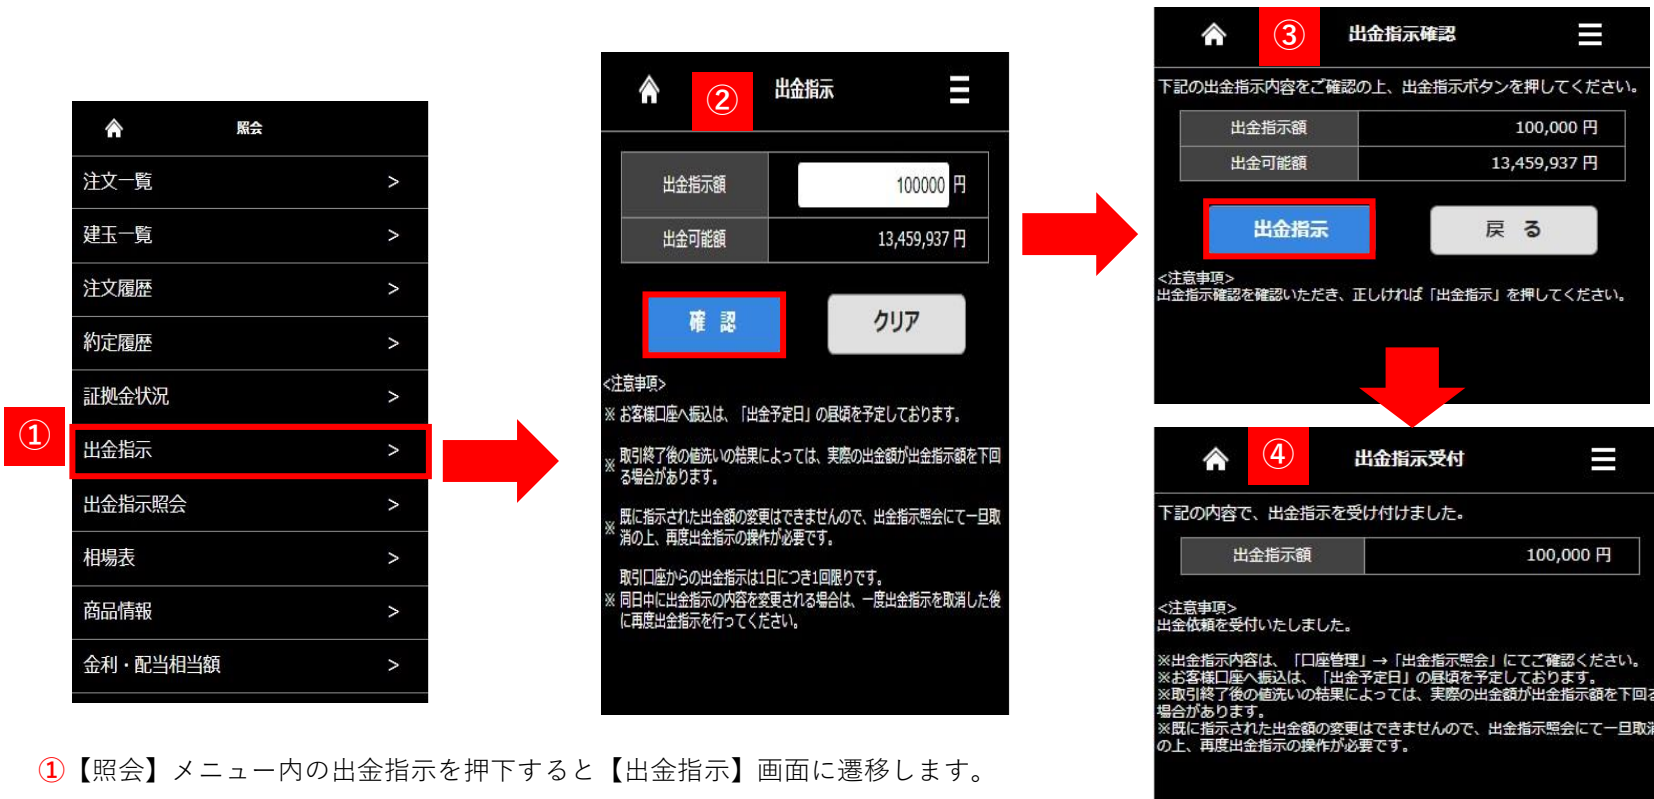 照会
注文一覧 >
建玉一覧 >
注文履歴 >
約定履歴 >
証拠金状況 >
①
出金指示 >
出金指示照会 >
相場表 >
商品情報 >
金利・配当相当額 >
② 出金指示
出金指示額 100000 円
出金可能額 13,459,937 円
確 認 クリア
<注意事項>
※ お客様口座へ振込は、「出金予定日」の昼頃を予定しております。
※ 取引終了後の値洗いの結果によっては、実際の出金額が出金指示額を下回
る場合があります。
※ 既に指示された出金額の変更はできませんので、出金指示照会にて一旦取
消の上、再度出金指示の操作が必要です。
取引口座からの出金指示は1日につき1回限りです。
※ 同日中に出金指示の内容を変更される場合は、一度出金指示を取消した後
に再度出金指示を行ってください。
③ 出金指示確認
下記の出金指示内容をご確認の上、出金指示ボタンを押してください。
出金指示額 100,000 円
出金可能額 13,459,937 円
出金指示 戻 る
<注意事項>
出金指示確認を確認いただき、正しければ「出金指示」を押してください。
④ 出金指示受付
下記の内容で、出金指示を受け付けました。
出金指示額 100,000 円
<注意事項>
出金依頼を受付いたしました。
※出金指示内容は、「口座管理」→「出金指示照会」にてご確認ください。
※お客様口座へ振込は、「出金予定日」の昼頃を予定しております。
※取引終了後の値洗いの結果によっては、実際の出金額が出金指示額を下回る
場合があります。
※既に指示された出金額の変更はできませんので、出金指示照会にて一旦取消
の上、再度出金指示の操作が必要です。
①【照会】メニュー内の出金指示を押下すると【出金指示】画面に遷移します。